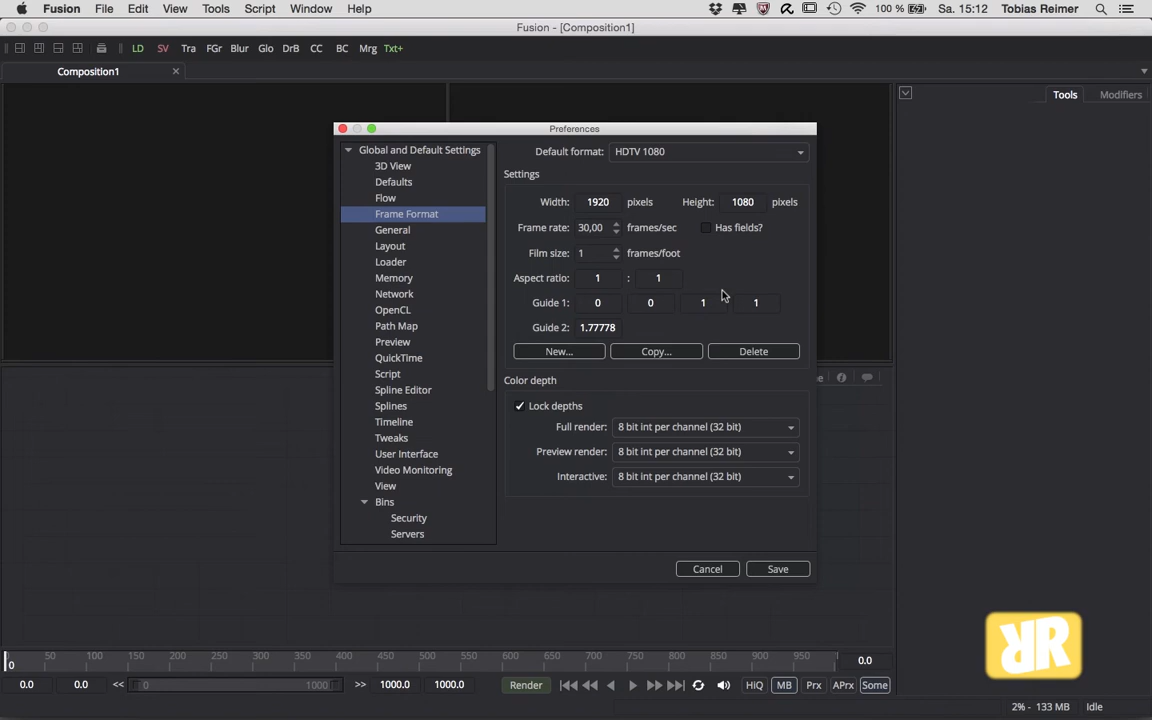 Fusion File Edit View Tools Script Window Help 100 % Sa. 15:12 Tobias Reimer
Fusion - [Composition1]
LD SV Tra FGr Blur Glo DrB CC BC Mrg Txt+
Composition1
Tools Modifiers
Preferences
Global and Default Settings
3D View
Defaults
Flow
Frame Format
General
Layout
Loader
Memory
Network
OpenCL
Path Map
Preview
QuickTime
Script
Spline Editor
Splines
Timeline
Tweaks
User Interface
Video Monitoring
View
Bins
Security
Servers
Default format: HDTV 1080
Settings
Width: 1920 pixels Height: 1080 pixels
Frame rate: 30,00 frames/sec Has fields?
Film size: 1 frames/foot
Aspect ratio: 1 : 1
Guide 1: 0 0 1 1
Guide 2: 1.77778
New... Copy... Delete
Color depth
Lock depths
Full render: 8 bit int per channel (32 bit)
Preview render: 8 bit int per channel (32 bit)
Interactive: 8 bit int per channel (32 bit)
Cancel Save
0 50 100 150 200 250 300 350 400 450 500 550 600 650 700 750 800 850 900 950
0 0.0
0.0 0.0 << 0 1000 >> 1000.0 1000.0 Render HiQ MB Prx APrx Some
2% - 133 MB Idle
RR